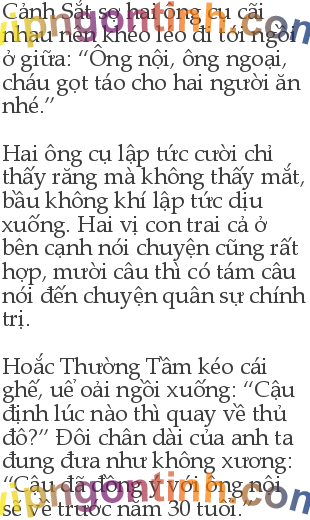 Cảnh Sắt sợ hai ông cụ cãi
nhau nên khéo léo đi tới ngồi
ở giữa: “Ông nội, ông ngoại,
cháu gọt táo cho hai người ăn
nhé.”
Hai ông cụ lập tức cười chỉ
thấy răng mà không thấy mắt,
bầu không khí lập tức dịu
xuống. Hai vị con trai cả ở
bên cạnh nói chuyện cũng rất
hợp, mười câu thì có tám câu
nói đến chuyện quân sự chính
trị.
Hoắc Thường Tầm kéo cái
ghế, uể oải ngồi xuống: “Cậu
định lúc nào thì quay về thủ
đô?” Đôi chân dài của anh ta
đung đưa như không xương:
“Cậu đã đồng ý với ông nội
sẽ về trước năm 30 tuổi.”
vipngontinh.com
vipngontinh.com